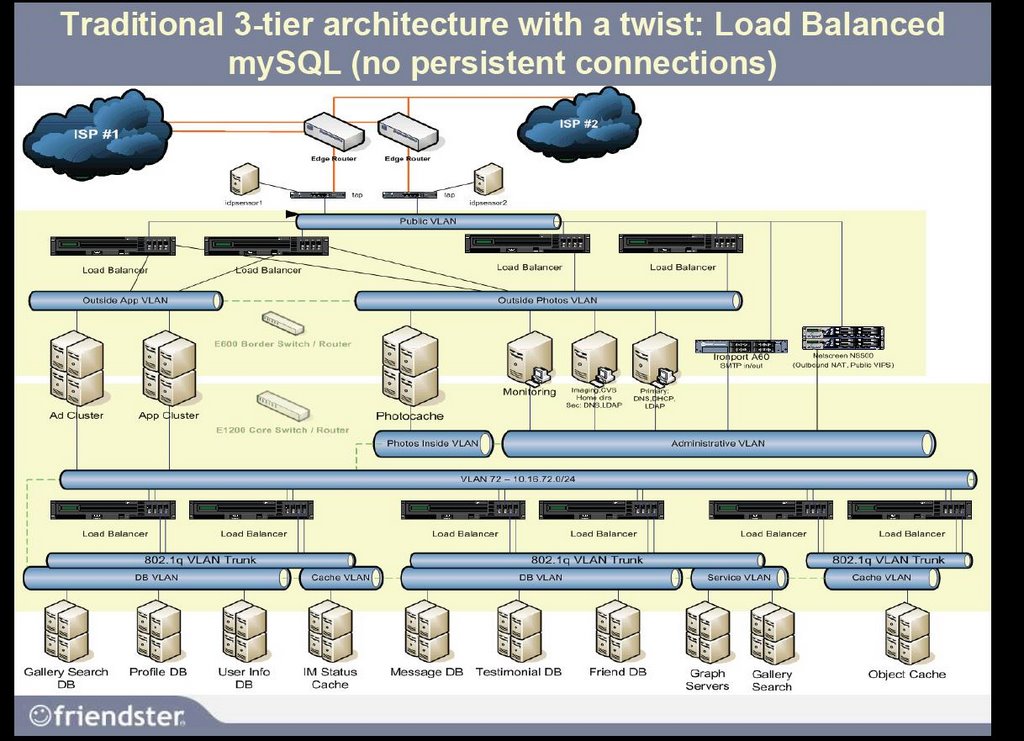 Traditional 3-tier architecture with a twist: Load Balanced
mySQL (no persistent connections)
ISP #1
ISP #2
Edge Router
Edge Router
idpsensor1
tap
tap
idpsensor2
Public VLAN
Load Balancer
Load Balancer
Load Balancer
Load Balancer
Outside App VLAN
Outside Photos VLAN
E600 Border Switch / Router
Ironport A60
SMTP in/out
Netscreen NS500
(Outbound NAT, Public VIPS)
Ad Cluster
App Cluster
Photocache
Monitoring
Imaging,CVS
Home dirs
Sec: DNS,LDAP
Primary:
DNS,DHCP,
LDAP
E1200 Core Switch / Router
Photos Inside VLAN
Administrative VLAN
VLAN 72 – 10.16.72.0/24
Load Balancer
Load Balancer
Load Balancer
Load Balancer
Load Balancer
Load Balancer
802.1q VLAN Trunk
802.1q VLAN Trunk
802.1q VLAN Trunk
DB VLAN
Cache VLAN
DB VLAN
Service VLAN
Cache VLAN
Gallery Search
DB
Profile DB
User Info
DB
IM Status
Cache
Message DB
Testimonial DB
Friend DB
Graph
Servers
Gallery
Search
Object Cache
friendster®